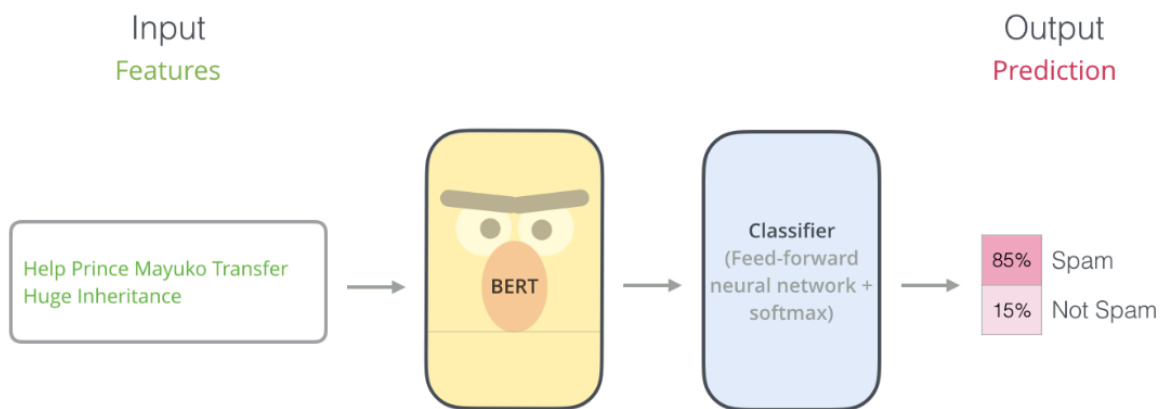 Input
Features
Output
Prediction
Help Prince Mayuko Transfer
Huge Inheritance
BERT
Classifier
(Feed-forward
neural network +
softmax)
85% Spam
15% Not Spam